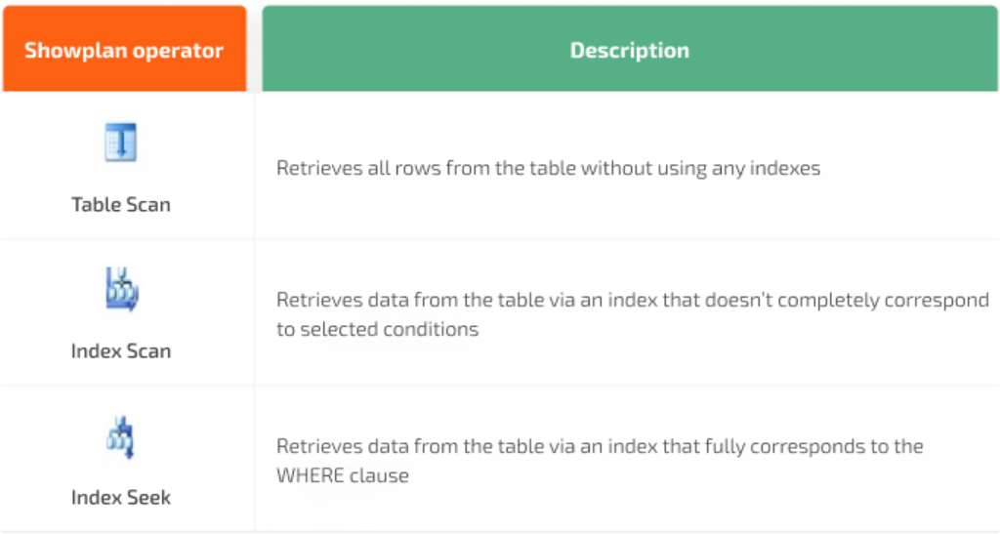 Showplan operator
Description
Table Scan
Retrieves all rows from the table without using any indexes
Index Scan
Retrieves data from the table via an index that doesn't completely correspond
to selected conditions
Index Seek
Retrieves data from the table via an index that fully corresponds to the
WHERE clause